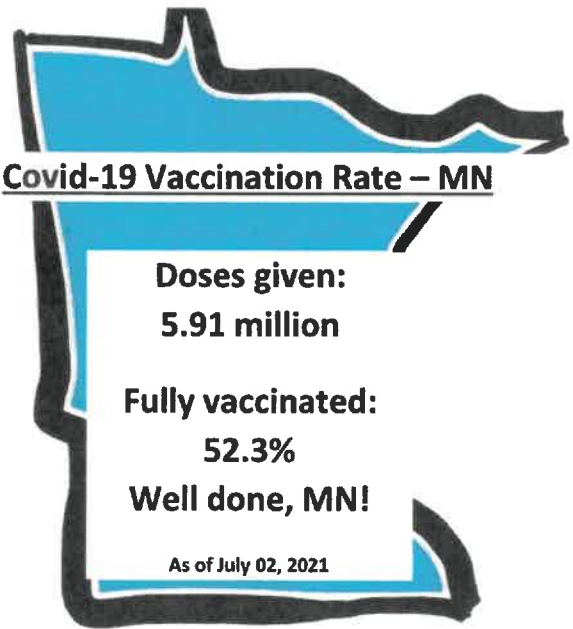 Covid-19 Vaccination Rate – MN
Doses given:
5.91 million
Fully vaccinated:
52.3%
Well done, MN!
As of July 02, 2021